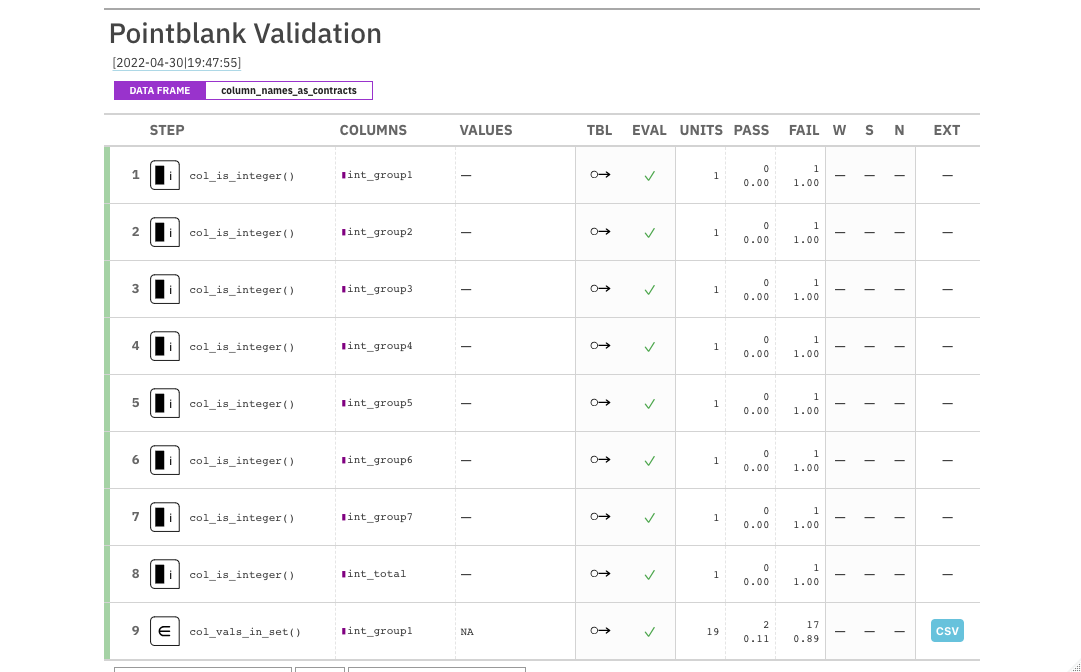 Pointblank Validation
[2022-04-30|19:47:55]
DATA FRAME column_names_as_contracts
STEP COLUMNS VALUES TBL EVAL UNITS PASS FAIL W S N EXT
1 i col_is_integer() int_group1 — ✓ 1 0 0.00 1 1.00 — — — —
2 i col_is_integer() int_group2 — ✓ 1 0 0.00 1 1.00 — — — —
3 i col_is_integer() int_group3 — ✓ 1 0 0.00 1 1.00 — — — —
4 i col_is_integer() int_group4 — ✓ 1 0 0.00 1 1.00 — — — —
5 i col_is_integer() int_group5 — ✓ 1 0 0.00 1 1.00 — — — —
6 i col_is_integer() int_group6 — ✓ 1 0 0.00 1 1.00 — — — —
7 i col_is_integer() int_group7 — ✓ 1 0 0.00 1 1.00 — — — —
8 i col_is_integer() int_total — ✓ 1 0 0.00 1 1.00 — — — —
9 ∈ col_vals_in_set() int_group1 NA ✓ 19 2 0.11 17 0.89 — — — CSV